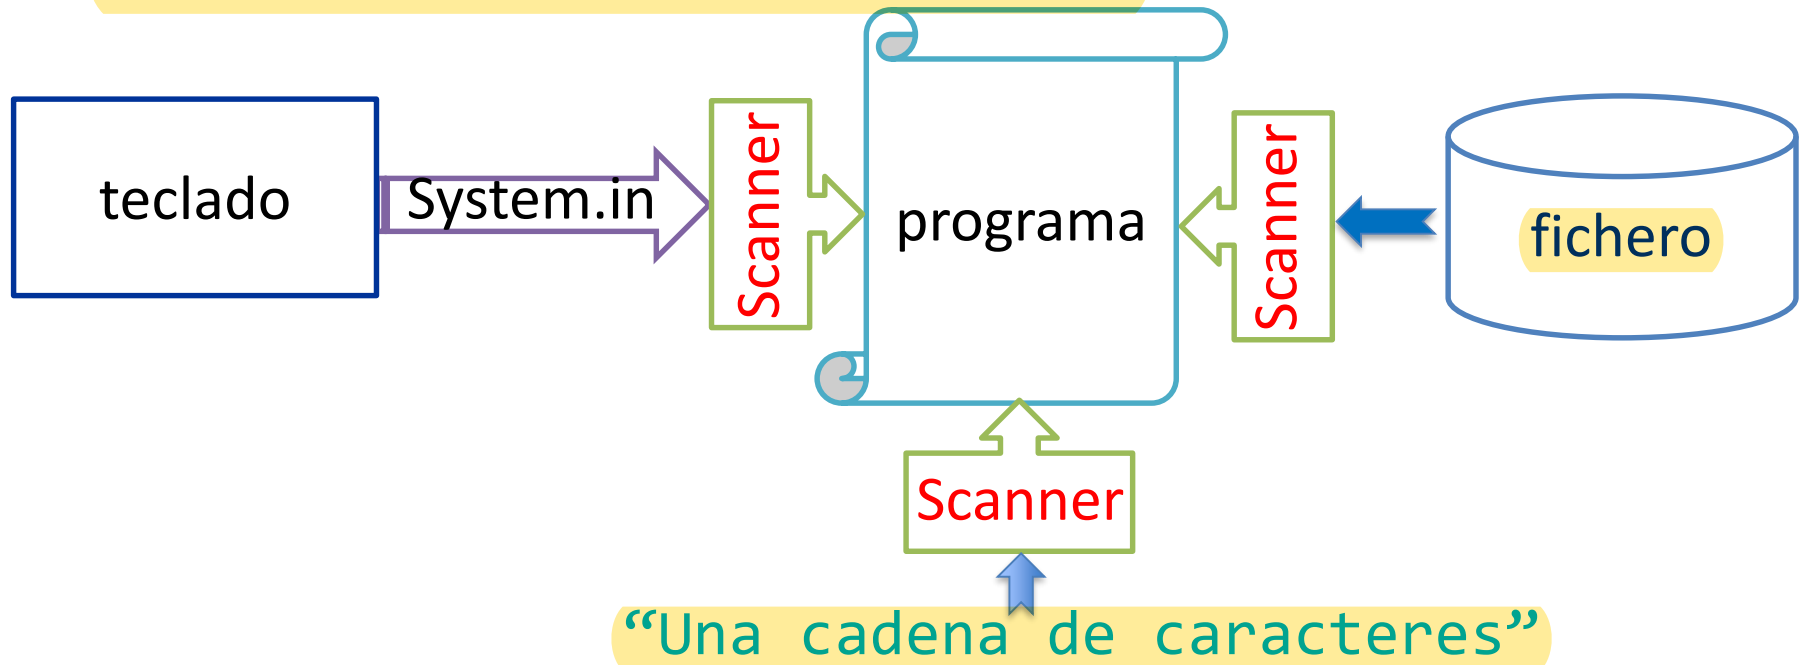 teclado
System.in
Scanner
programa
Scanner
fichero
Scanner
“Una cadena de caracteres”